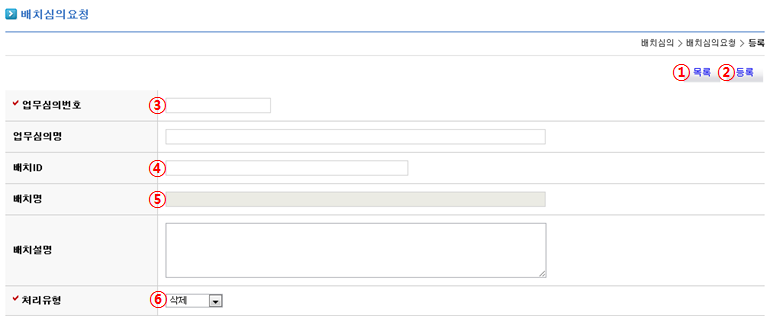 배치심의요청
배치심의 > 배치심의요청 > 등록
① 목록 ② 등록
업무심의번호 ③
업무심의명
배치ID ④
배치명 ⑤
배치설명
처리유형 ⑥ 삭제